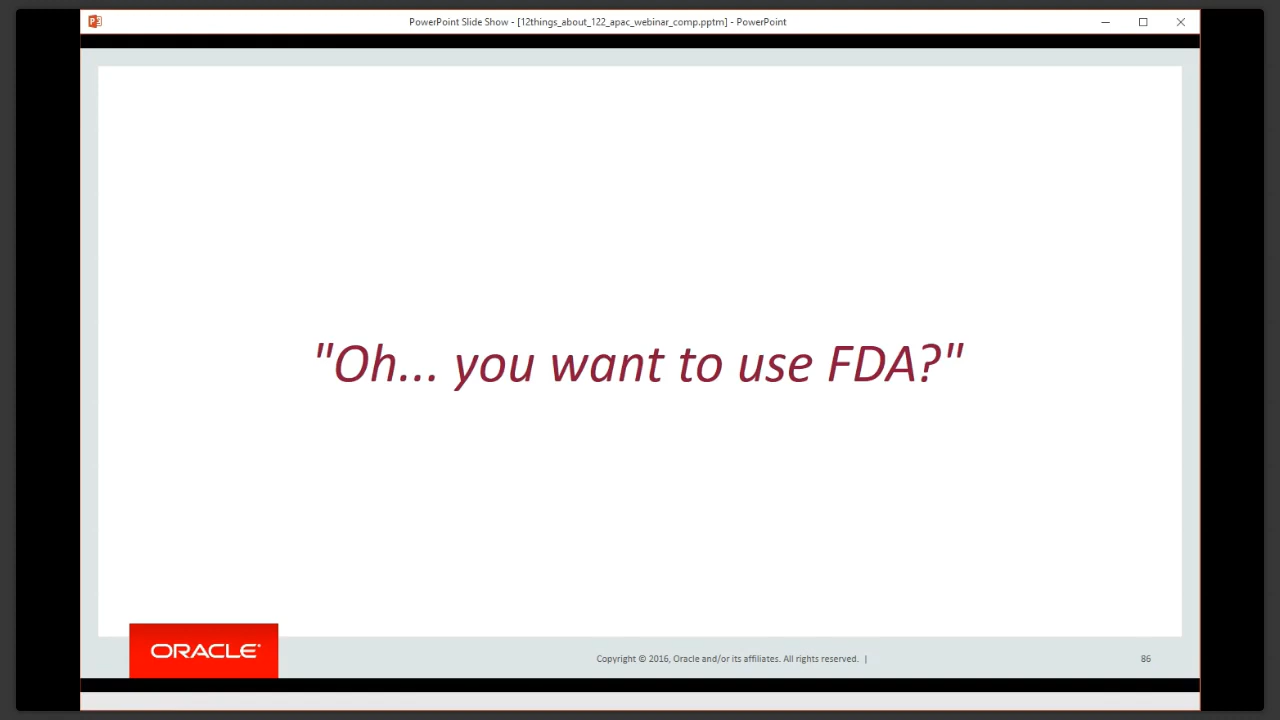 PowerPoint Slide Show - [12things_about_122_apac_webinar_comp.pptm] - PowerPoint
"Oh... you want to use FDA?"
ORACLE
Copyright © 2016, Oracle and/or its affiliates. All rights reserved. |
86